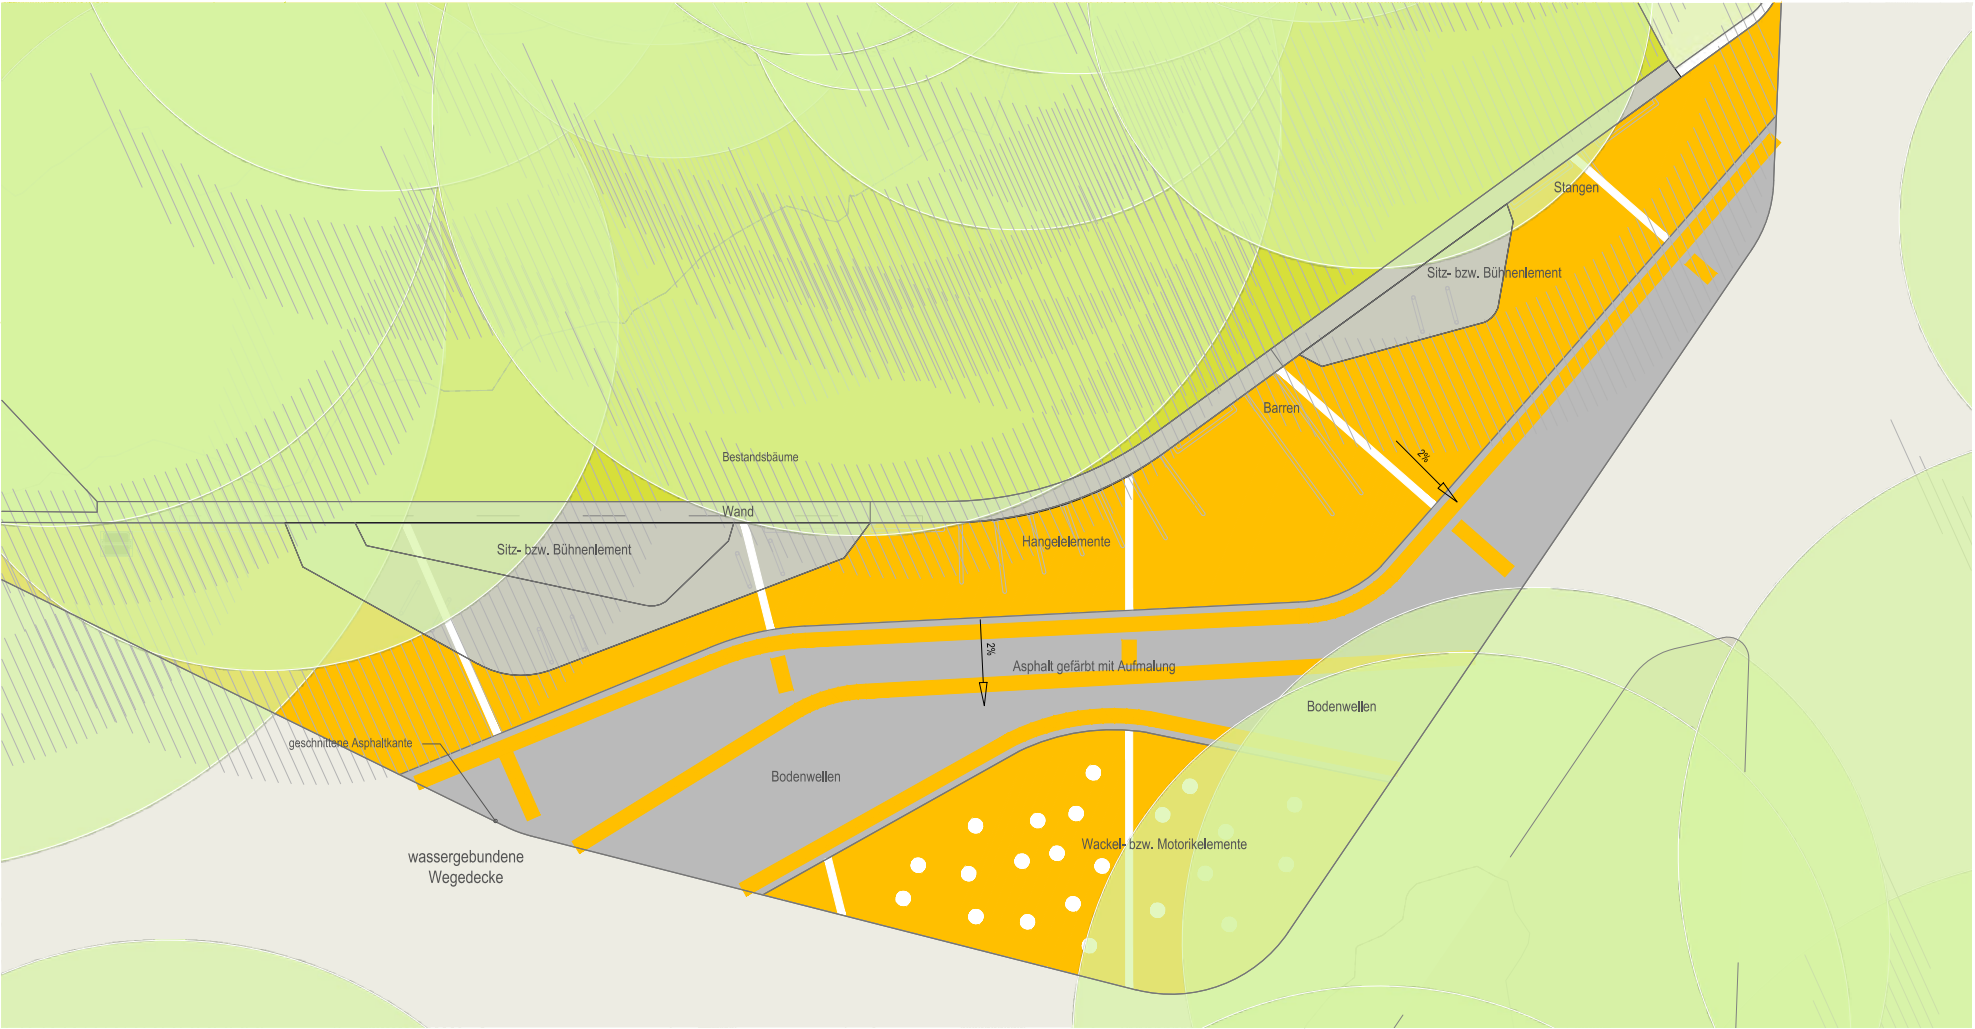 Stangen
Sitz- bzw. Bühnenlement
Barren
2%
Bestandsbäume
Wand
Hangelelemente
Sitz- bzw. Bühnenlement
2%
Asphalt gefärbt mit Aufmalung
Bodenwellen
geschnittene Asphaltkante
Bodenwellen
Wackel- bzw. Motorikelemente
wassergebundene
Wegedecke